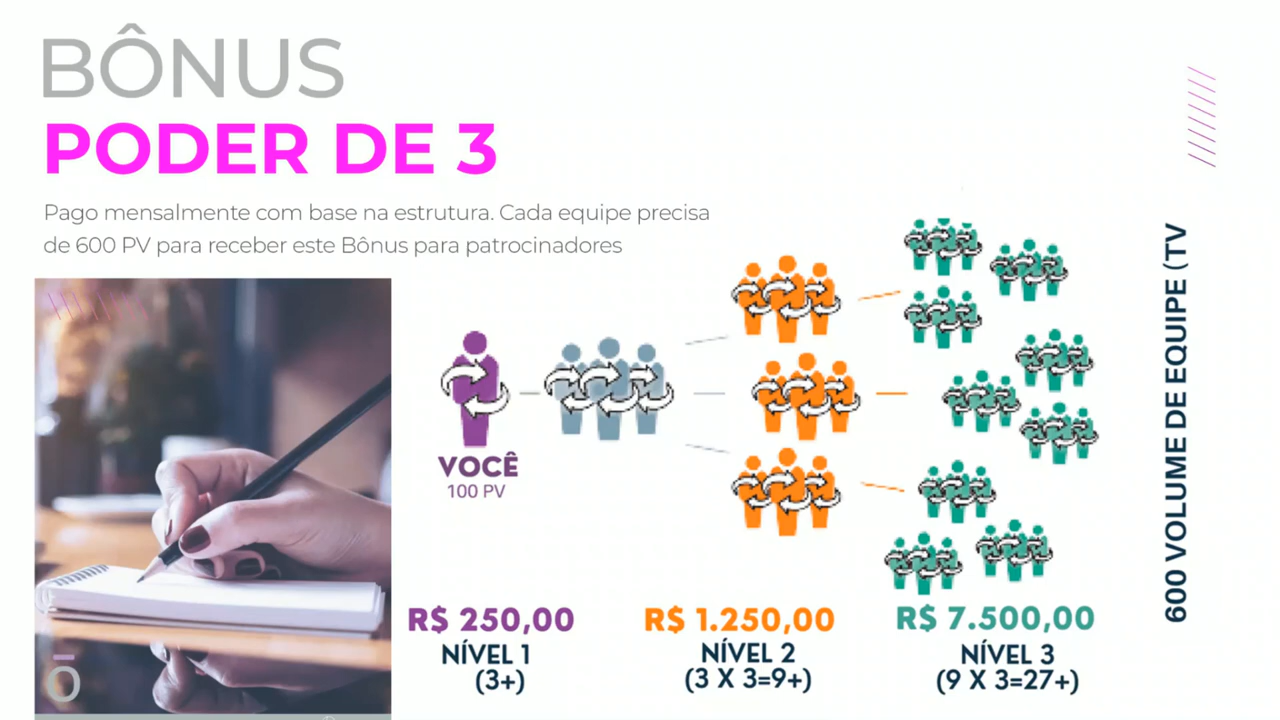 BÔNUS
PODER DE 3
Pago mensalmente com base na estrutura. Cada equipe precisa
de 600 PV para receber este Bônus para patrocinadores
VOCÊ
100 PV
R$ 250,00
NÍVEL 1
(3+)
R$ 1.250,00
NÍVEL 2
(3 X 3=9+)
R$ 7.500,00
NÍVEL 3
(9 X 3=27+)
600 VOLUME DE EQUIPE (TV
ō